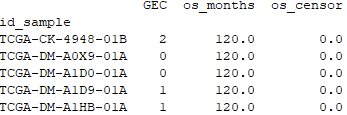 GEC os_months os_censor
id_sample
TCGA-CK-4948-01B 2 120.0 0.0
TCGA-DM-A0X9-01A 0 120.0 0.0
TCGA-DM-A1D0-01A 0 120.0 0.0
TCGA-DM-A1D9-01A 1 120.0 0.0
TCGA-DM-A1HB-01A 1 120.0 0.0